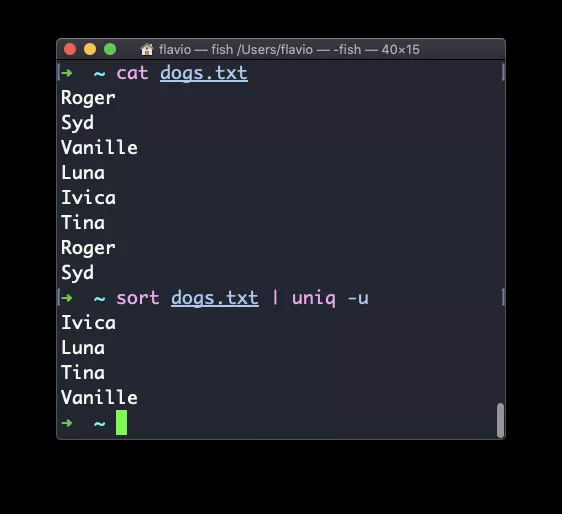 flavio — fish /Users/flavio — -fish — 40×15
➜ ~ cat dogs.txt
Roger
Syd
Vanille
Luna
Ivica
Tina
Roger
Syd
➜ ~ sort dogs.txt | uniq -u
Ivica
Luna
Tina
Vanille
➜ ~